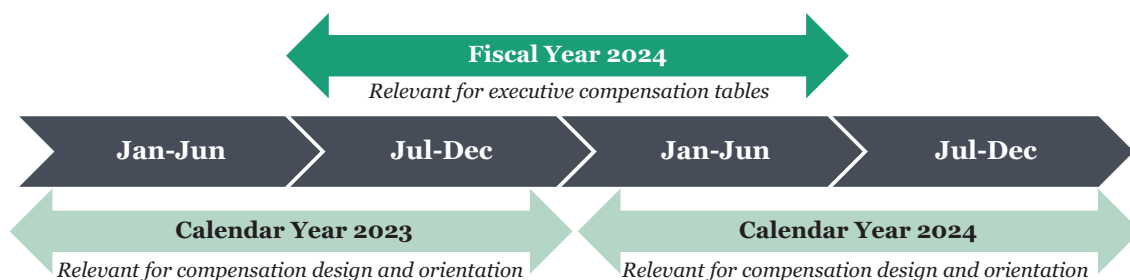 Fiscal Year 2024
Relevant for executive compensation tables
Jan-Jun Jul-Dec Jan-Jun Jul-Dec
Calendar Year 2023 Calendar Year 2024
Relevant for compensation design and orientation Relevant for compensation design and orientation